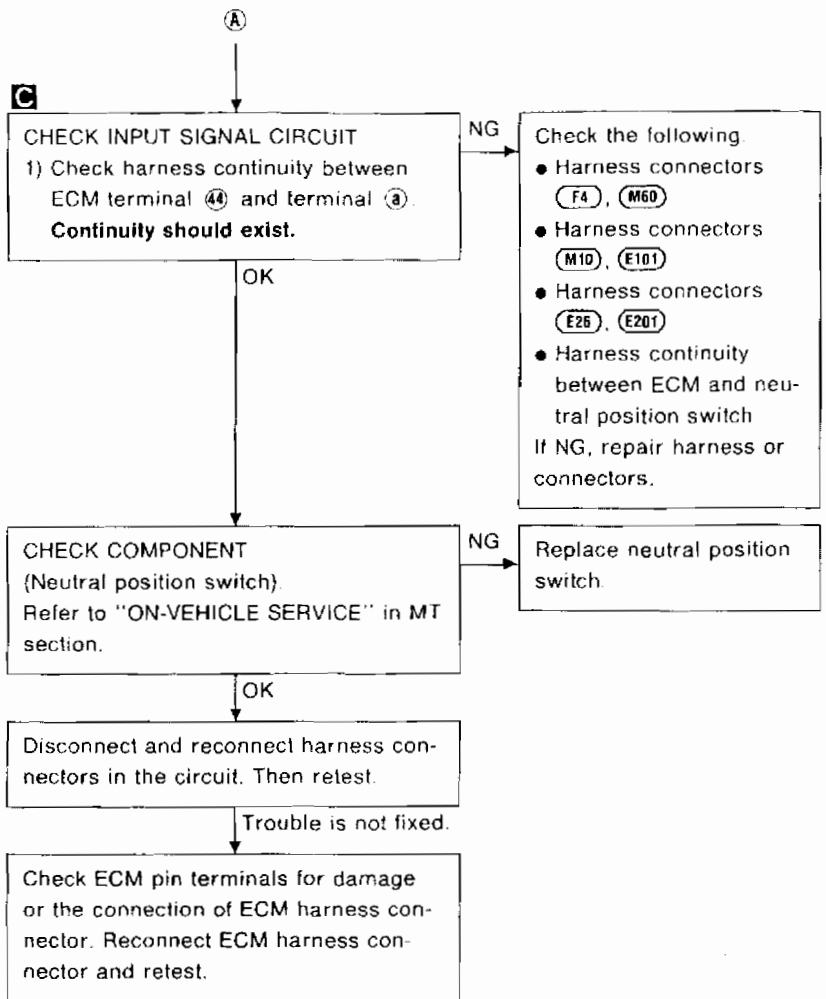 Ⓐ
C
CHECK INPUT SIGNAL CIRCUIT
1) Check harness continuity between
ECM terminal ㊹ and terminal ⓐ.
Continuity should exist.
NG
Check the following.
● Harness connectors
F4, M60
● Harness connectors
M10, E101
● Harness connectors
E26, E201
● Harness continuity
between ECM and neu-
tral position switch
If NG, repair harness or
connectors.
OK
CHECK COMPONENT
(Neutral position switch).
Refer to "ON-VEHICLE SERVICE" in MT
section.
NG
Replace neutral position
switch.
OK
Disconnect and reconnect harness con-
nectors in the circuit. Then retest.
Trouble is not fixed.
Check ECM pin terminals for damage
or the connection of ECM harness con-
nector. Reconnect ECM harness con-
nector and retest.